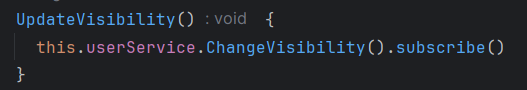 UpdateVisibility() : void {
this.userService.ChangeVisibility().subscribe()
}